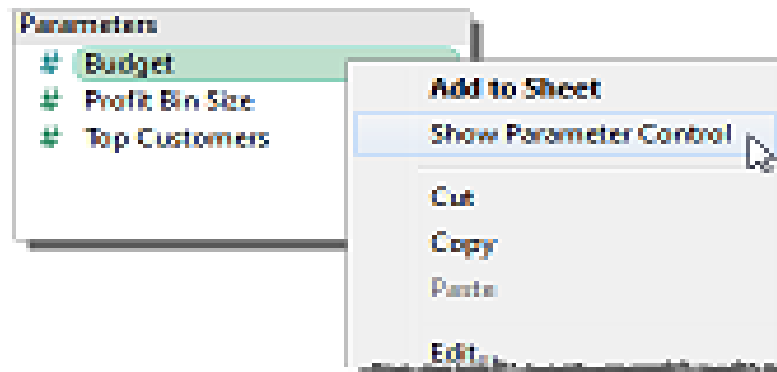 Parameters
# Budget
# Profit Bin Size
# Top Customers
Add to Sheet
Show Parameter Control
Cut
Copy
Paste
Edit...